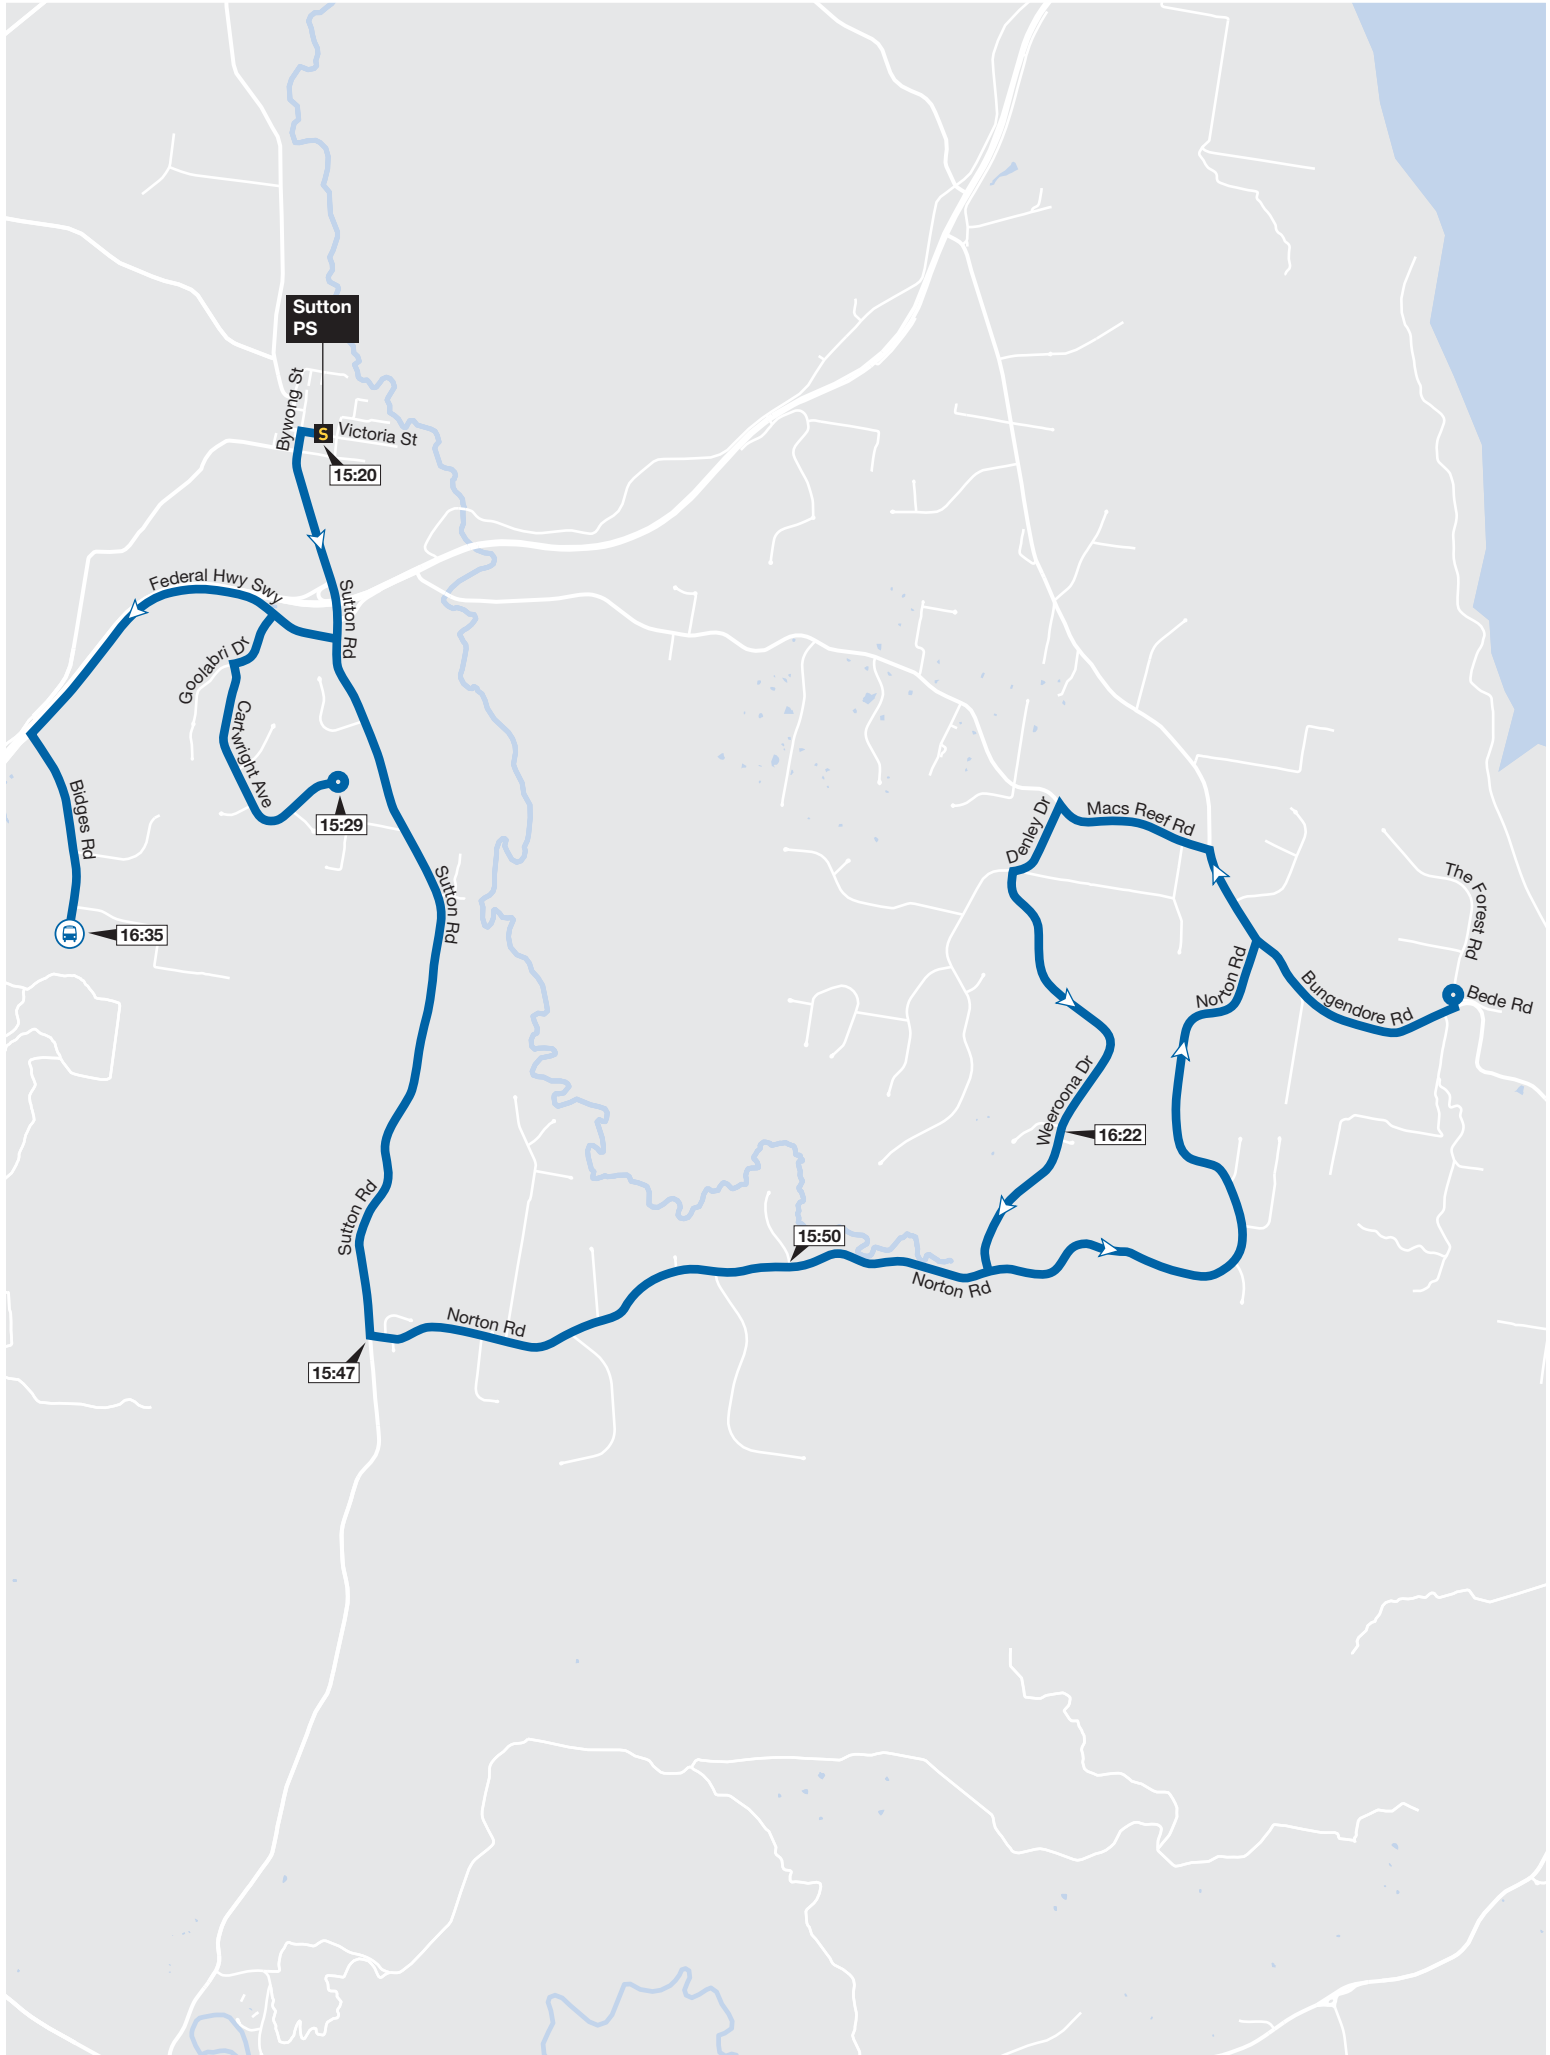 Sutton
PS
Bywong St
S
Victoria St
15:20
Federal Hwy Swy
Sutton Rd
Goolabri Dr
Cartwright Ave
Bidges Rd
15:29
Macs Reef Rd
Denley Dr
Sutton Rd
The Forest Rd
16:35
Norton Rd
Bungendore Rd
Bede Rd
Weeroona Dr
16:22
Sutton Rd
15:50
Norton Rd
Norton Rd
15:47